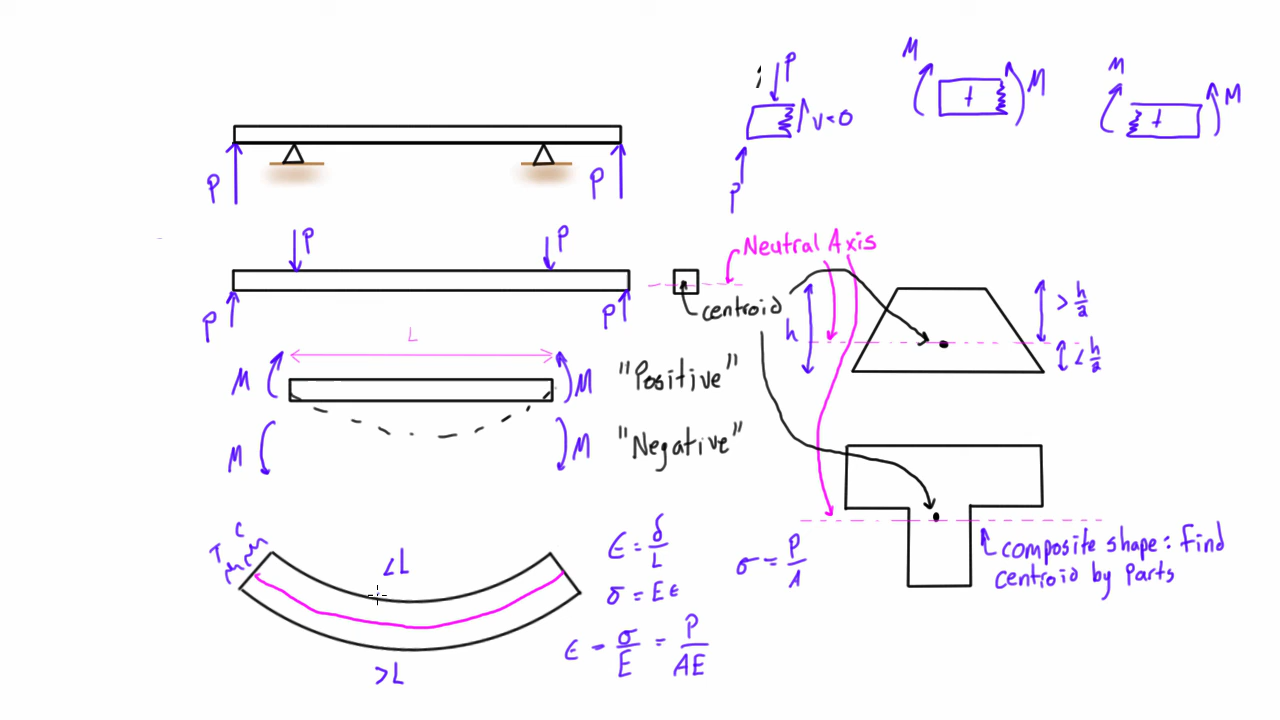 P P
P
V<0
P
M M
M M
P P
P P
Neutral Axis
centroid
h
> h/2
< h/2
L
M M "Positive"
M M "Negative"
T C
<L
>L
ϵ = δ/L
σ = Eϵ
ϵ = σ/E = P/AE
σ = P/A
composite shape: Find
centroid by Parts
+
+